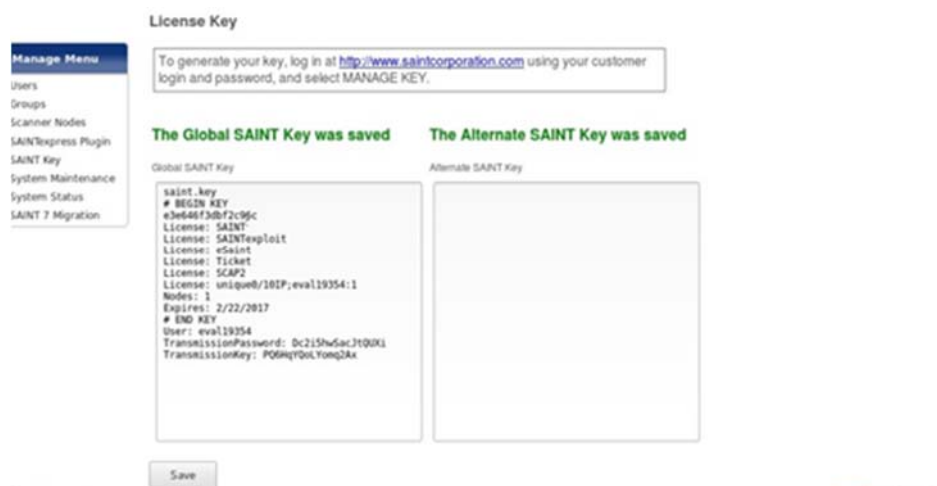 License Key
Manage Menu
To generate your key, log in at http://www.saintcorporation.com using your customer
login and password, and select MANAGE KEY.
Users
Groups
Scanner Nodes
SAINTexpress Plugin
SAINT Key
System Maintenance
System Status
SAINT 7 Migration
The Global SAINT Key was saved
The Alternate SAINT Key was saved
Global SAINT Key
Alternate SAINT Key
saint.key
# BEGIN KEY
e3e646f3dbf2c96c
License: SAINT
License: SAINTexploit
License: eSaint
License: Ticket
License: SCAP2
License: unique0/10IP;eval19354:1
Nodes: 1
Expires: 2/22/2017
# END KEY
User: eval19354
TransmissionPassword:
TransmissionKey:
Save